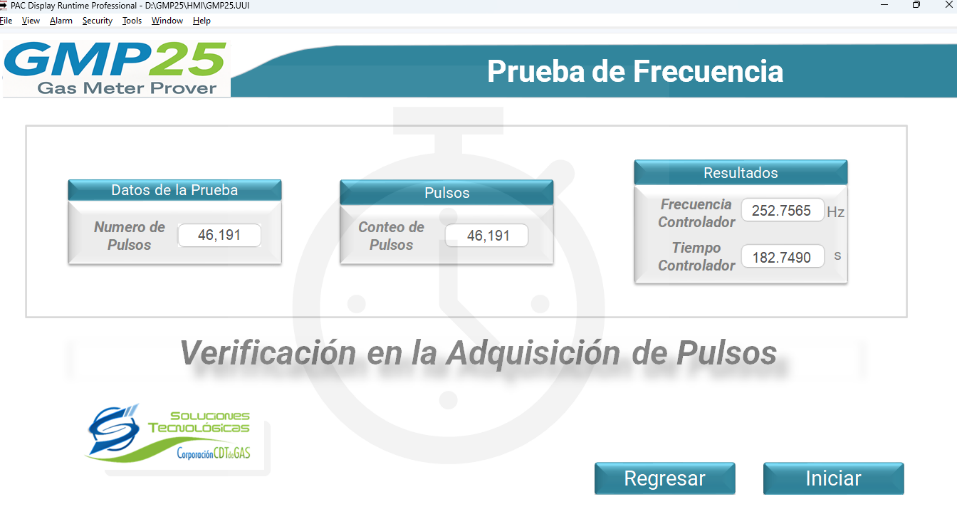 PAC Display Runtime Professional - D:\GMP25\HMI\GMP25.UUI
File View Alarm Security Tools Window Help
GMP25
Gas Meter Prover
Prueba de Frecuencia
Datos de la Prueba
Numero de
Pulsos
46,191
Pulsos
Conteo de
Pulsos
46,191
Resultados
Frecuencia
Controlador
252.7565 Hz
Tiempo
Controlador
182.7490 s
Verificación en la Adquisición de Pulsos
Soluciones
Tecnológicas
Corporación CDT de GAS
Regresar
Iniciar